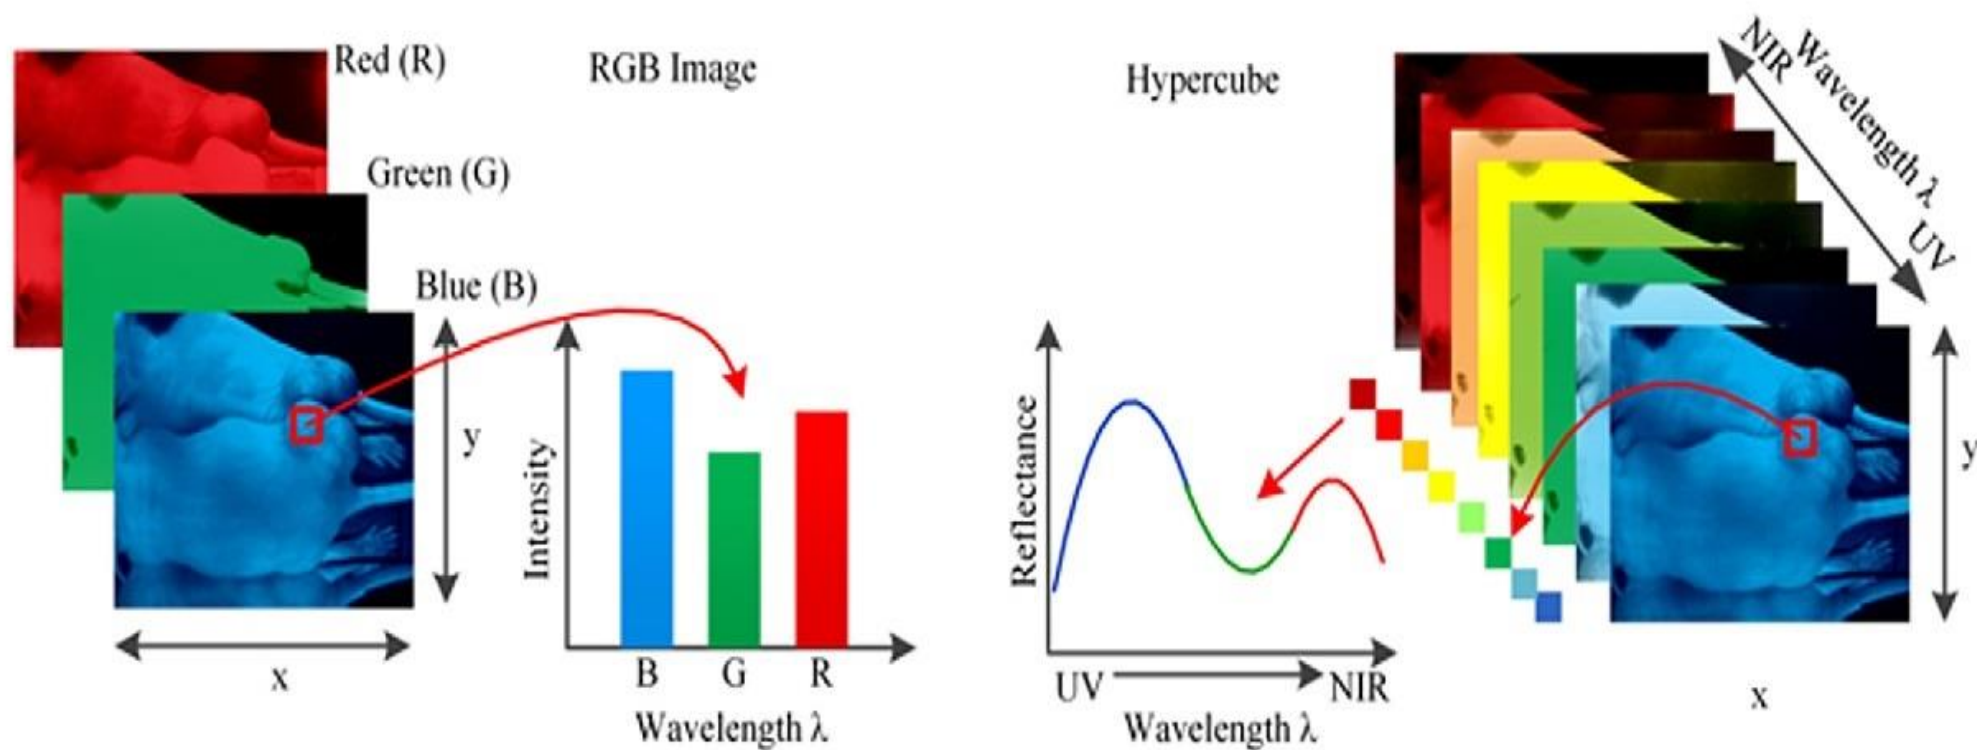 Red (R)
RGB Image
Green (G)
Blue (B)
y
x
Intensity
B G R
Wavelength λ
Hypercube
NIR
Wavelength λ
UV
Reflectance
UV
NIR
Wavelength λ
y
x